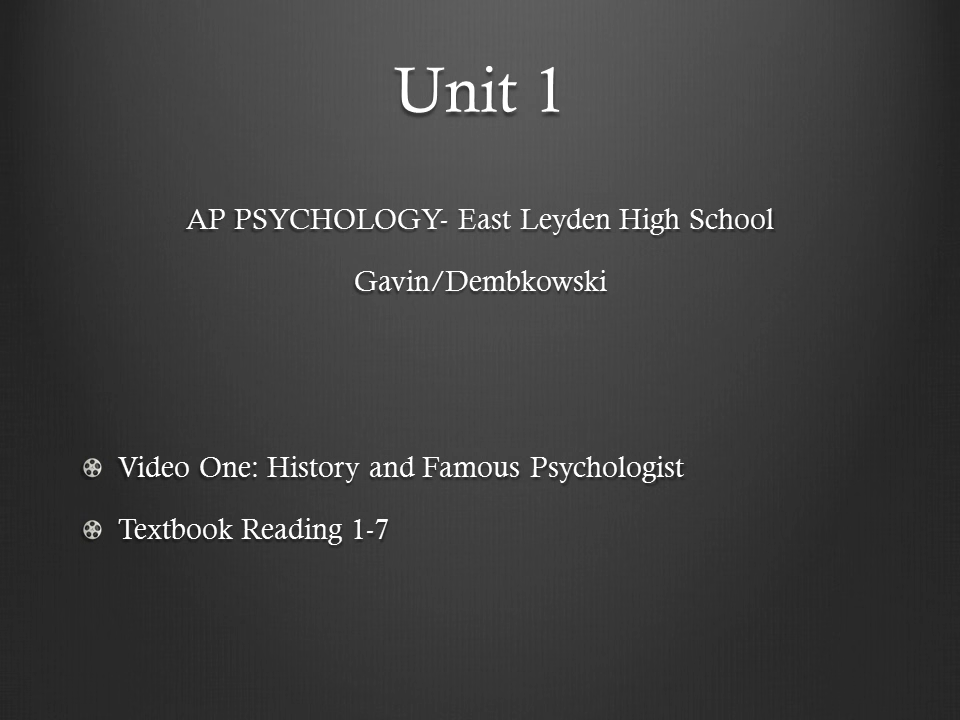 Unit 1
AP PSYCHOLOGY- East Leyden High School
Gavin/Dembkowski
Video One: History and Famous Psychologist
Textbook Reading 1-7